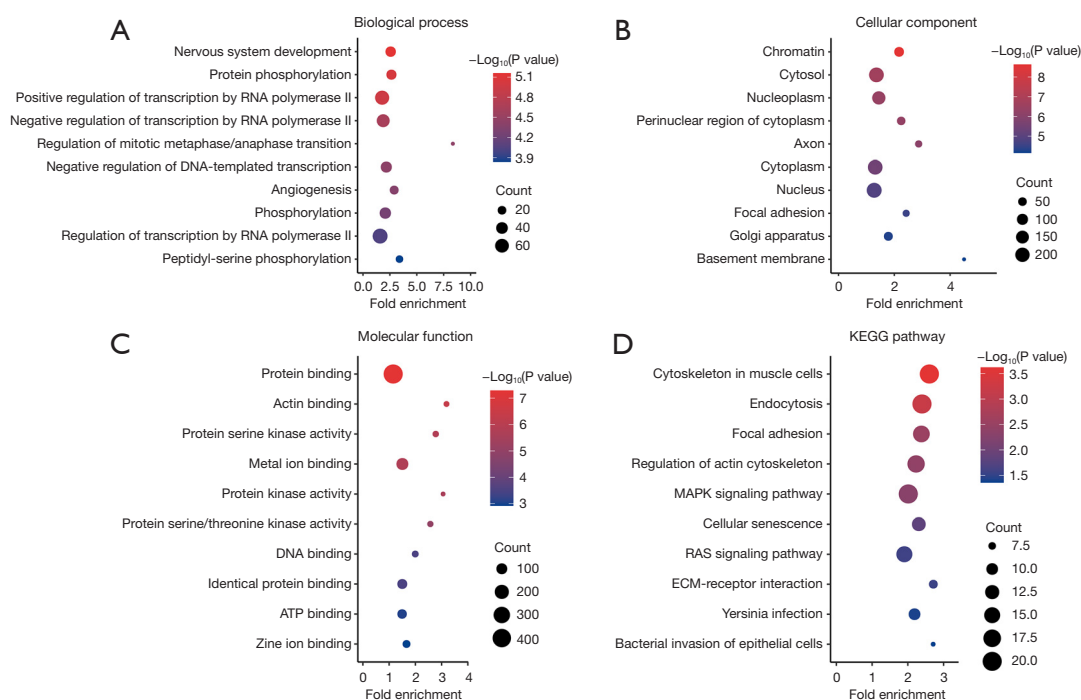 A
Biological process
Nervous system development
Protein phosphorylation
Positive regulation of transcription by RNA polymerase II
Negative regulation of transcription by RNA polymerase II
Regulation of mitotic metaphase/anaphase transition
Negative regulation of DNA-templated transcription
Angiogenesis
Phosphorylation
Regulation of transcription by RNA polymerase II
Peptidyl-serine phosphorylation
0.0 2.5 5.0 7.5 10.0
Fold enrichment
−Log10(P value)
5.1
4.8
4.5
4.2
3.9
Count
20
40
60
B
Cellular component
Chromatin
Cytosol
Nucleoplasm
Perinuclear region of cytoplasm
Axon
Cytoplasm
Nucleus
Focal adhesion
Golgi apparatus
Basement membrane
0 2 4
Fold enrichment
−Log10(P value)
8
7
6
5
Count
50
100
150
200
C
Molecular function
Protein binding
Actin binding
Protein serine kinase activity
Metal ion binding
Protein kinase activity
Protein serine/threonine kinase activity
DNA binding
Identical protein binding
ATP binding
Zine ion binding
0 1 2 3 4
Fold enrichment
−Log10(P value)
7
6
5
4
3
Count
100
200
300
400
D
KEGG pathway
Cytoskeleton in muscle cells
Endocytosis
Focal adhesion
Regulation of actin cytoskeleton
MAPK signaling pathway
Cellular senescence
RAS signaling pathway
ECM-receptor interaction
Yersinia infection
Bacterial invasion of epithelial cells
0 1 2 3
Fold enrichment
−Log10(P value)
3.5
3.0
2.5
2.0
1.5
Count
7.5
10.0
12.5
15.0
17.5
20.0